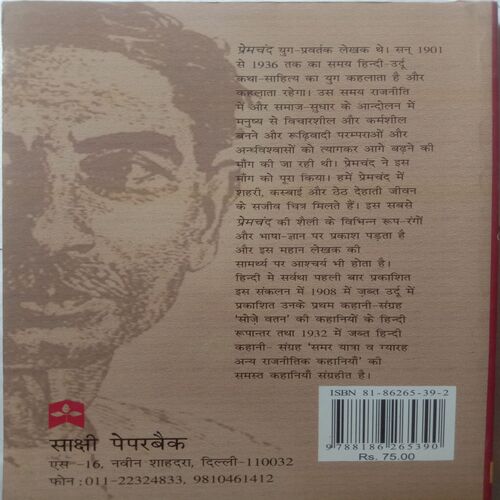 प्रेमचंद युग-प्रवर्तक लेखक थे। सन् 1901
से 1936 तक का समय हिन्दी-उर्दू
कथा-साहित्य का युग कहलाता है और
कहलाता रहेगा। उस समय राजनीति
में और समाज-सुधार के आन्दोलन में
मनुष्य से विचारशील और कर्मशील
बनने और रूढ़िवादी परम्पराओं और
अन्धविश्वासों को त्यागकर आगे बढ़ने की
माँग की जा रही थी। प्रेमचंद ने इस
माँग को पूरा किया। हमें प्रेमचंद में
शहरी, कस्बाई और ठेठ देहाती जीवन
के सजीव चित्र मिलते हैं। इस सबसे
प्रेमचंद की शैली के विभिन्न रूप-रंगों
और भाषा-ज्ञान पर प्रकाश पड़ता है
और इस महान लेखक की
सामर्थ्य पर आश्चर्य भी होता है।
हिन्दी मे सर्वथा पहली बार प्रकाशित
इस संकलन में 1908 में जब्त उर्दू में
प्रकाशित उनके प्रथम कहानी-संग्रह
'सोज़े वतन' की कहानियों के हिन्दी
रूपान्तर तथा 1932 में जब्त हिन्दी
कहानी- संग्रह 'समर यात्रा व ग्यारह
अन्य राजनीतिक कहानियाँ' की
समस्त कहानियाँ संग्रहीत है।
ISBN 81-86265-39-2
9788186265390
Rs. 75.00
साक्षी पेपरबैक
एस -16, नवीन शाहदरा, दिल्ली-110032
फोन :011-22324833, 9810461412